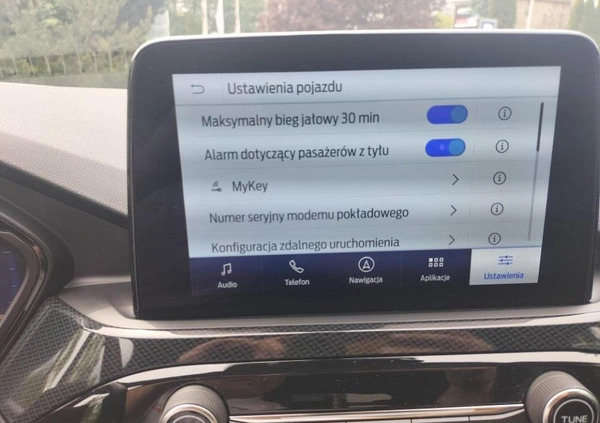 Ustawienia pojazdu
Maksymalny bieg jałowy 30 min
Alarm dotyczący pasażerów z tyłu
MyKey
Numer seryjny modemu pokładowego
Konfiguracja zdalnego uruchomienia
Audio Telefon Nawigacja Aplikacje Ustawienia
TUNE